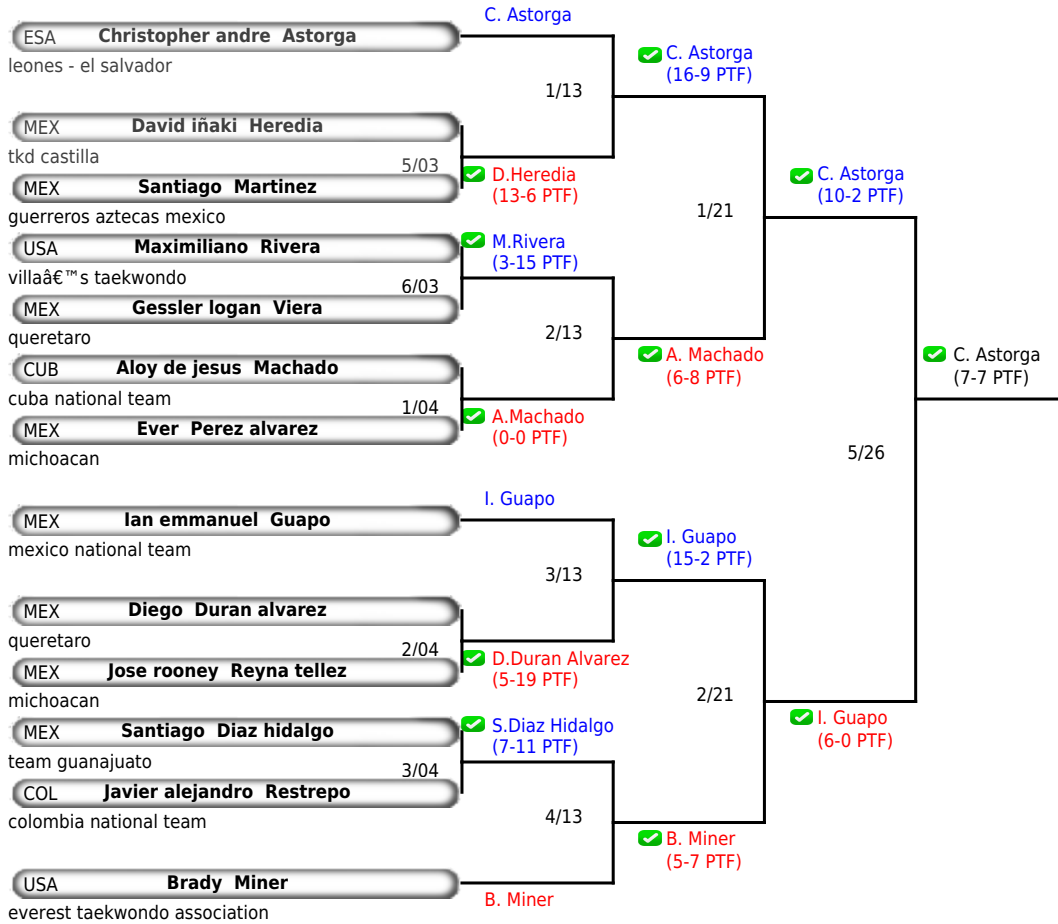 C. Astorga
ESA Christopher andre Astorga
leones - el salvador
C. Astorga
(16-9 PTF)
1/13
MEX David iñaki Heredia
tkd castilla
5/03
D.Heredia
(13-6 PTF)
C. Astorga
(10-2 PTF)
MEX Santiago Martinez
guerreros aztecas mexico
1/21
USA Maximiliano Rivera
M.Rivera
(3-15 PTF)
villaâ€™s taekwondo
6/03
MEX Gessler logan Viera
queretaro
2/13
A. Machado
(6-8 PTF)
C. Astorga
(7-7 PTF)
CUB Aloy de jesus Machado
cuba national team
1/04
A.Machado
(0-0 PTF)
MEX Ever Perez alvarez
michoacan
5/26
I. Guapo
MEX Ian emmanuel Guapo
mexico national team
I. Guapo
(15-2 PTF)
3/13
MEX Diego Duran alvarez
queretaro
2/04
D.Duran Alvarez
(5-19 PTF)
MEX Jose rooney Reyna tellez
michoacan
2/21
I. Guapo
(6-0 PTF)
MEX Santiago Diaz hidalgo
S.Diaz Hidalgo
(7-11 PTF)
team guanajuato
3/04
COL Javier alejandro Restrepo
colombia national team
4/13
B. Miner
(5-7 PTF)
USA Brady Miner
B. Miner
everest taekwondo association